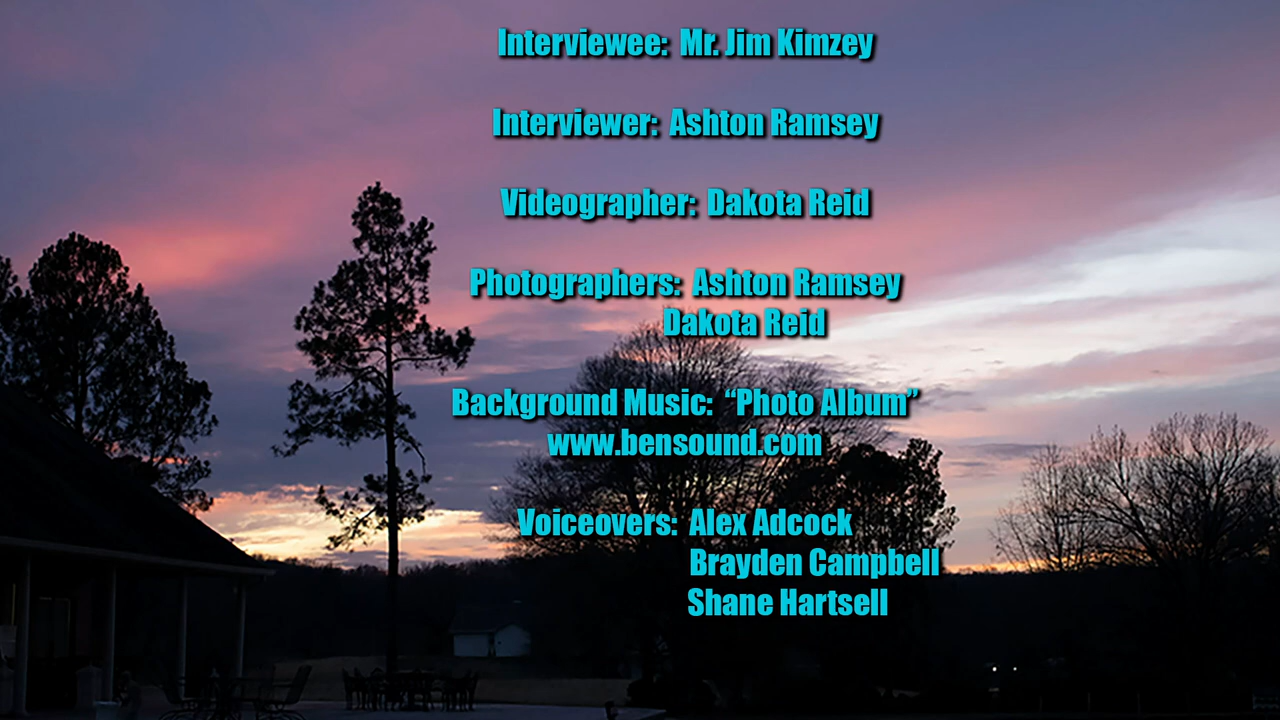 Interviewee: Mr. Jim Kimzey
Interviewer: Ashton Ramsey
Videographer: Dakota Reid
Photographers: Ashton Ramsey
Dakota Reid
Background Music: “Photo Album”
www.bensound.com
Voiceovers: Alex Adcock
Brayden Campbell
Shane Hartsell